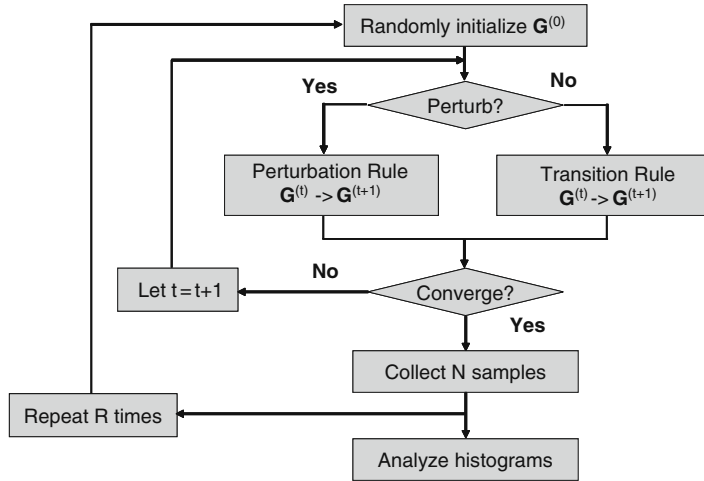 Randomly initialize G(0)
Yes
No
Perturb?
Perturbation Rule
G(t) -> G(t+1)
Transition Rule
G(t) -> G(t+1)
No
Let t=t+1
Converge?
Yes
Collect N samples
Repeat R times
Analyze histograms